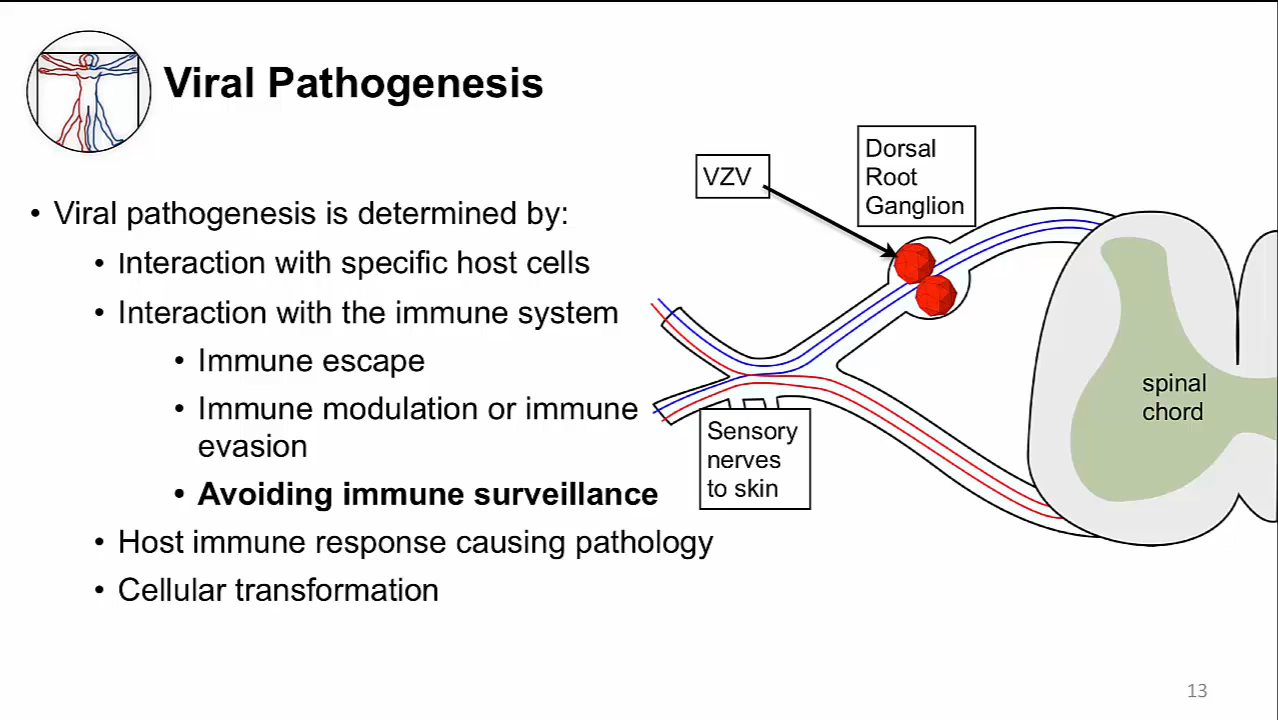 Viral Pathogenesis
• Viral pathogenesis is determined by:
• Interaction with specific host cells
• Interaction with the immune system
• Immune escape
• Immune modulation or immune
evasion
• Avoiding immune surveillance
• Host immune response causing pathology
• Cellular transformation
VZV
Dorsal
Root
Ganglion
Sensory
nerves
to skin
spinal
chord
13